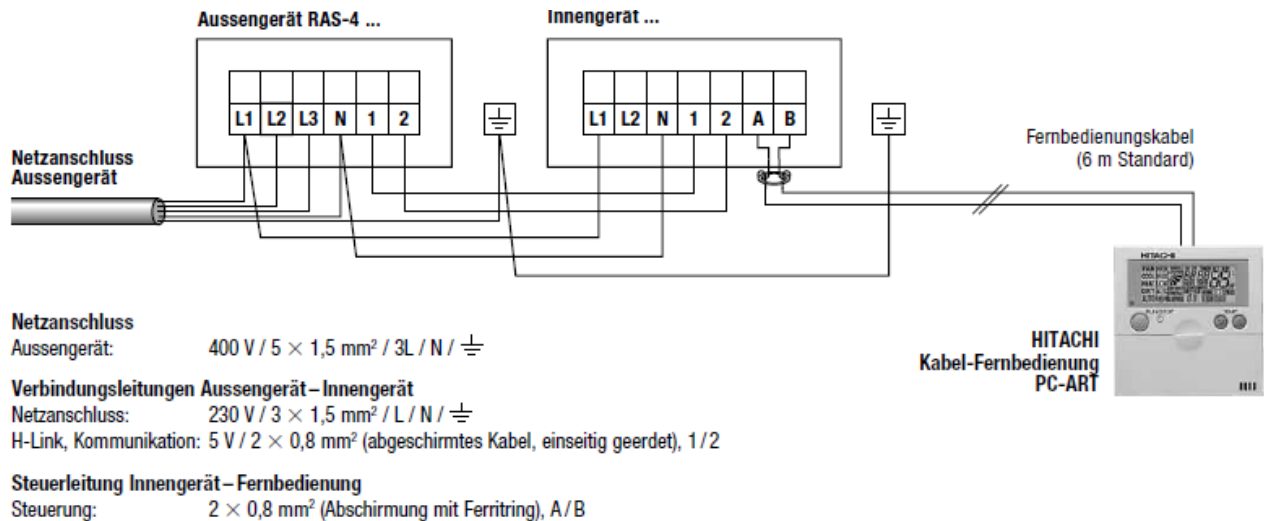 Aussengerät RAS-4 ...
Innengerät ...
L1 L2 L3 N 1 2
L1 L2 N 1 2 A B
Netzanschluss
Aussengerät
Fernbedienungskabel
(6 m Standard)
HITACHI
HITACHI
Kabel-Fernbedienung
PC-ART
Netzanschluss
Aussengerät: 400 V / 5 × 1,5 mm² / 3L / N / ⏚
Verbindungsleitungen Aussengerät – Innengerät
Netzanschluss: 230 V / 3 × 1,5 mm² / L / N / ⏚
H-Link, Kommunikation: 5 V / 2 × 0,8 mm² (abgeschirmtes Kabel, einseitig geerdet), 1 / 2
Steuerleitung Innengerät – Fernbedienung
Steuerung: 2 × 0,8 mm² (Abschirmung mit Ferritring), A / B